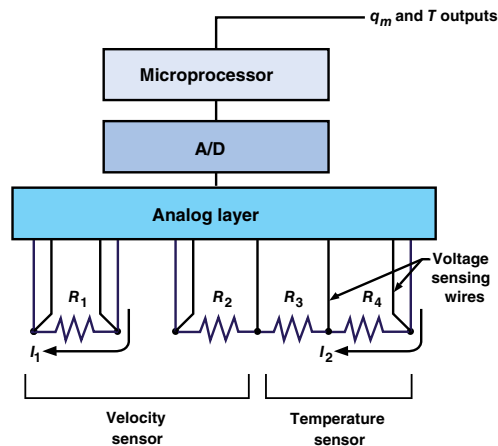 q_m and T outputs
Microprocessor
A/D
Analog layer
Voltage
sensing
wires
R_1
R_2
R_3
R_4
I_1
I_2
Velocity
sensor
Temperature
sensor